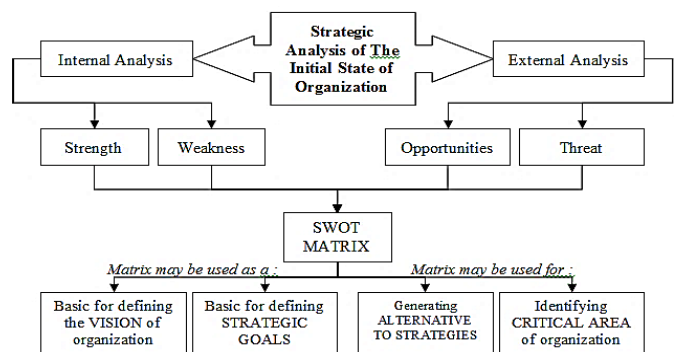 Strategic
Analysis of The
Initial State of
Organization
Internal Analysis
External Analysis
Strength
Weakness
Opportunities
Threat
SWOT
MATRIX
Matrix may be used as a :
Matrix may be used for :
Basic for defining
the VISION of
organization
Basic for defining
STRATEGIC
GOALS
Generating
ALTERNATIVE
TO STRATEGIES
Identifying
CRITICAL AREA
of organization